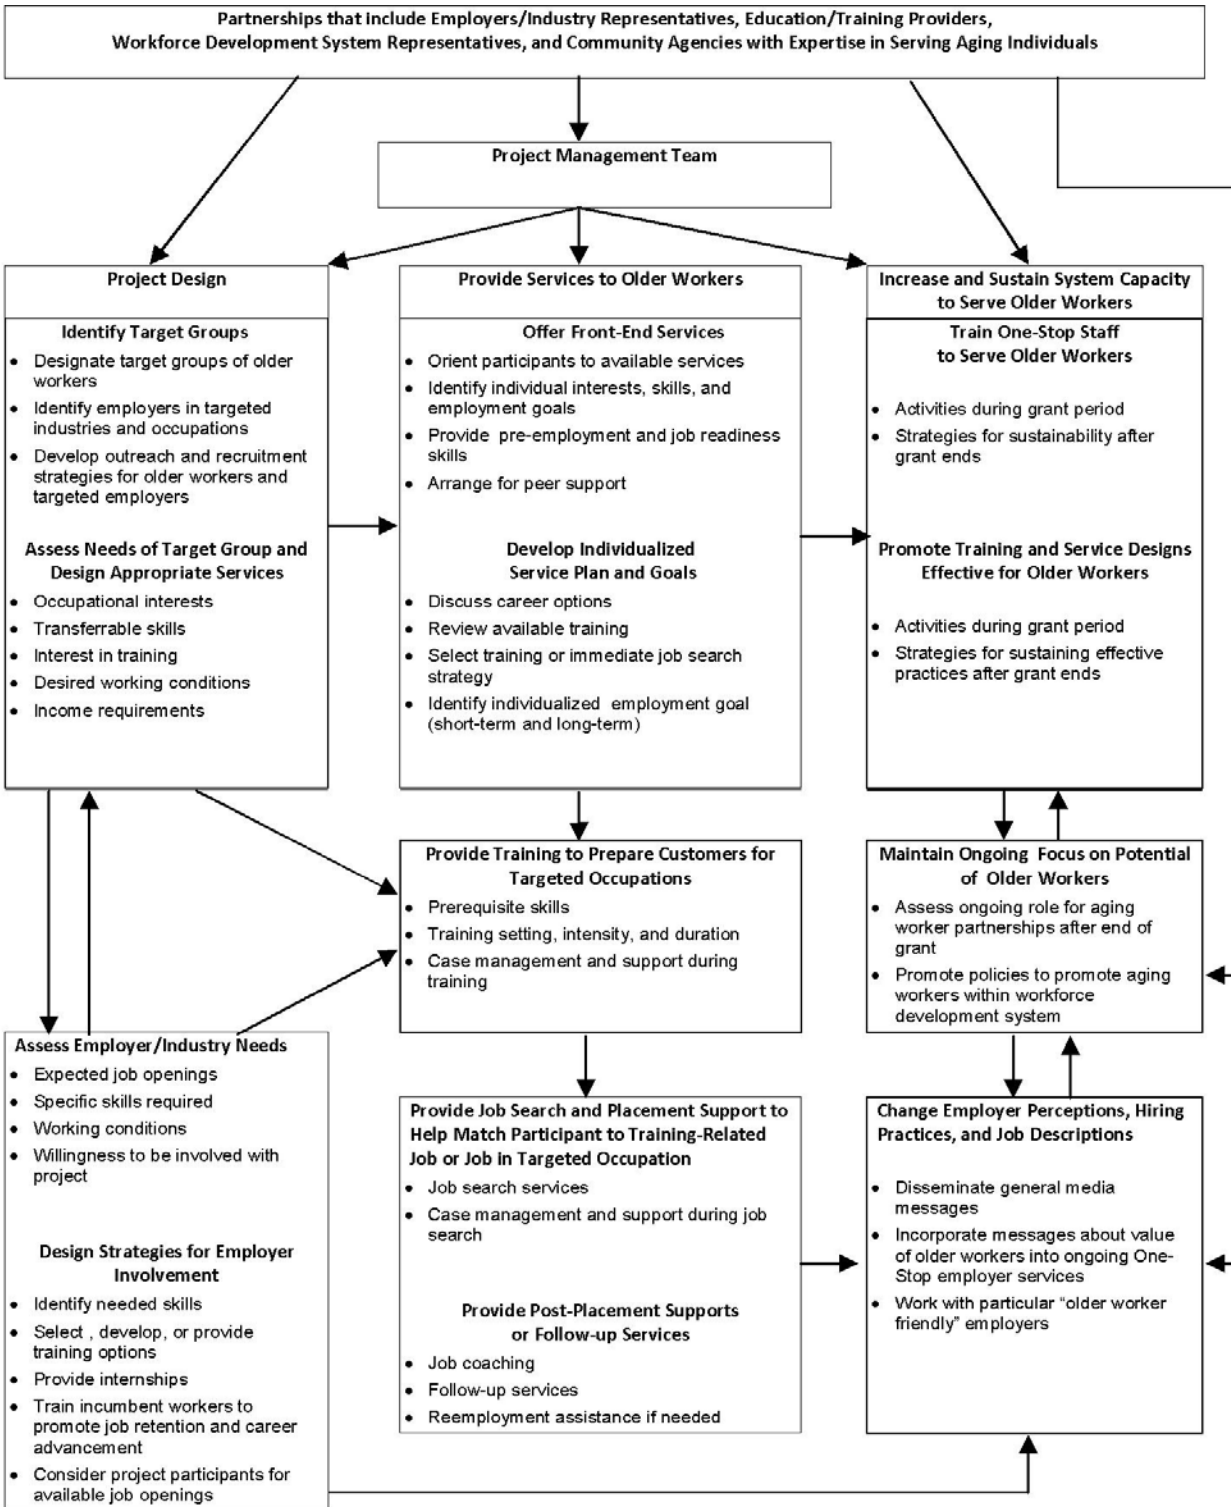 Partnerships that include Employers/Industry Representatives, Education/Training Providers,
Workforce Development System Representatives, and Community Agencies with Expertise in Serving Aging Individuals
Project Management Team
Project Design
Identify Target Groups
• Designate target groups of older
workers
• Identify employers in targeted
industries and occupations
• Develop outreach and recruitment
strategies for older workers and
targeted employers
Assess Needs of Target Group and
Design Appropriate Services
• Occupational interests
• Transferrable skills
• Interest in training
• Desired working conditions
• Income requirements
Assess Employer/Industry Needs
• Expected job openings
• Specific skills required
• Working conditions
• Willingness to be involved with
project
Design Strategies for Employer
Involvement
• Identify needed skills
• Select , develop, or provide
training options
• Provide internships
• Train incumbent workers to
promote job retention and career
advancement
• Consider project participants for
available job openings
Provide Services to Older Workers
Offer Front-End Services
• Orient participants to available services
• Identify individual interests, skills, and
employment goals
• Provide pre-employment and job readiness
skills
• Arrange for peer support
Develop Individualized
Service Plan and Goals
• Discuss career options
• Review available training
• Select training or immediate job search
strategy
• Identify individualized employment goal
(short-term and long-term)
Provide Training to Prepare Customers for
Targeted Occupations
• Prerequisite skills
• Training setting, intensity, and duration
• Case management and support during
training
Provide Job Search and Placement Support to
Help Match Participant to Training-Related
Job or Job in Targeted Occupation
• Job search services
• Case management and support during job
search
Provide Post-Placement Supports
or Follow-up Services
• Job coaching
• Follow-up services
• Reemployment assistance if needed
Increase and Sustain System Capacity
to Serve Older Workers
Train One-Stop Staff
to Serve Older Workers
• Activities during grant period
• Strategies for sustainability after
grant ends
Promote Training and Service Designs
Effective for Older Workers
• Activities during grant period
• Strategies for sustaining effective
practices after grant ends
Maintain Ongoing Focus on Potential
of Older Workers
• Assess ongoing role for aging
worker partnerships after end of
grant
• Promote policies to promote aging
workers within workforce
development system
Change Employer Perceptions, Hiring
Practices, and Job Descriptions
• Disseminate general media
messages
• Incorporate messages about value
of older workers into ongoing One-
Stop employer services
• Work with particular “older worker
friendly” employers